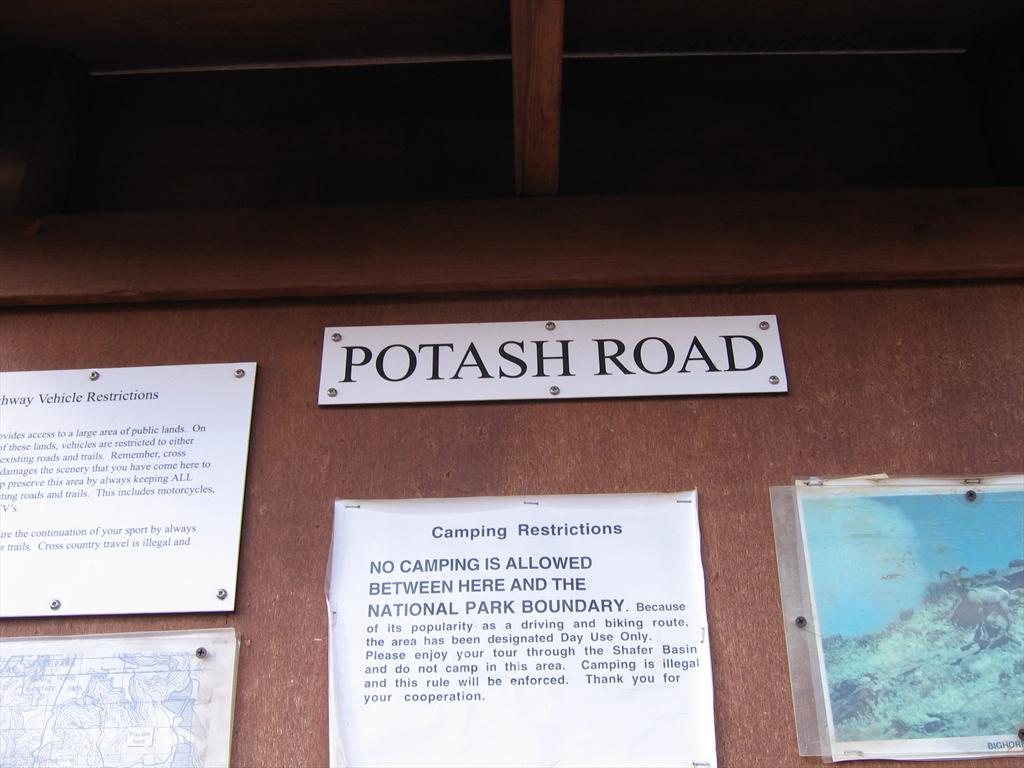 POTASH ROAD
hway Vehicle Restrictions
ovides access to a large area of public lands. On
of these lands, vehicles are restricted to either
existing roads and trails. Remember, cross
damages the scenery that you have come here to
p preserve this area by always keeping ALL
ting roads and trails. This includes motorcycles,
TV's.
ure the continuation of your sport by always
r trails. Cross country travel is illegal and
Camping Restrictions
NO CAMPING IS ALLOWED
BETWEEN HERE AND THE
NATIONAL PARK BOUNDARY. Because
of its popularity as a driving and biking route,
the area has been designated Day Use Only.
Please enjoy your tour through the Shafer Basin
and do not camp in this area. Camping is illegal
and this rule will be enforced. Thank you for
your cooperation.
You are
here
BIGHOR